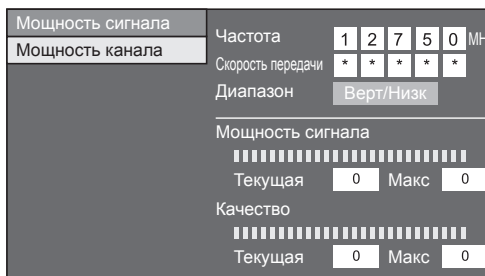 Мощность сигнала
Мощность канала
Частота 1 2 7 5 0 MH
Скорость передачи * * * * *
Диапазон Верт/Низк
Мощность сигнала
Текущая 0 Макс 0
Качество
Текущая 0 Макс 0